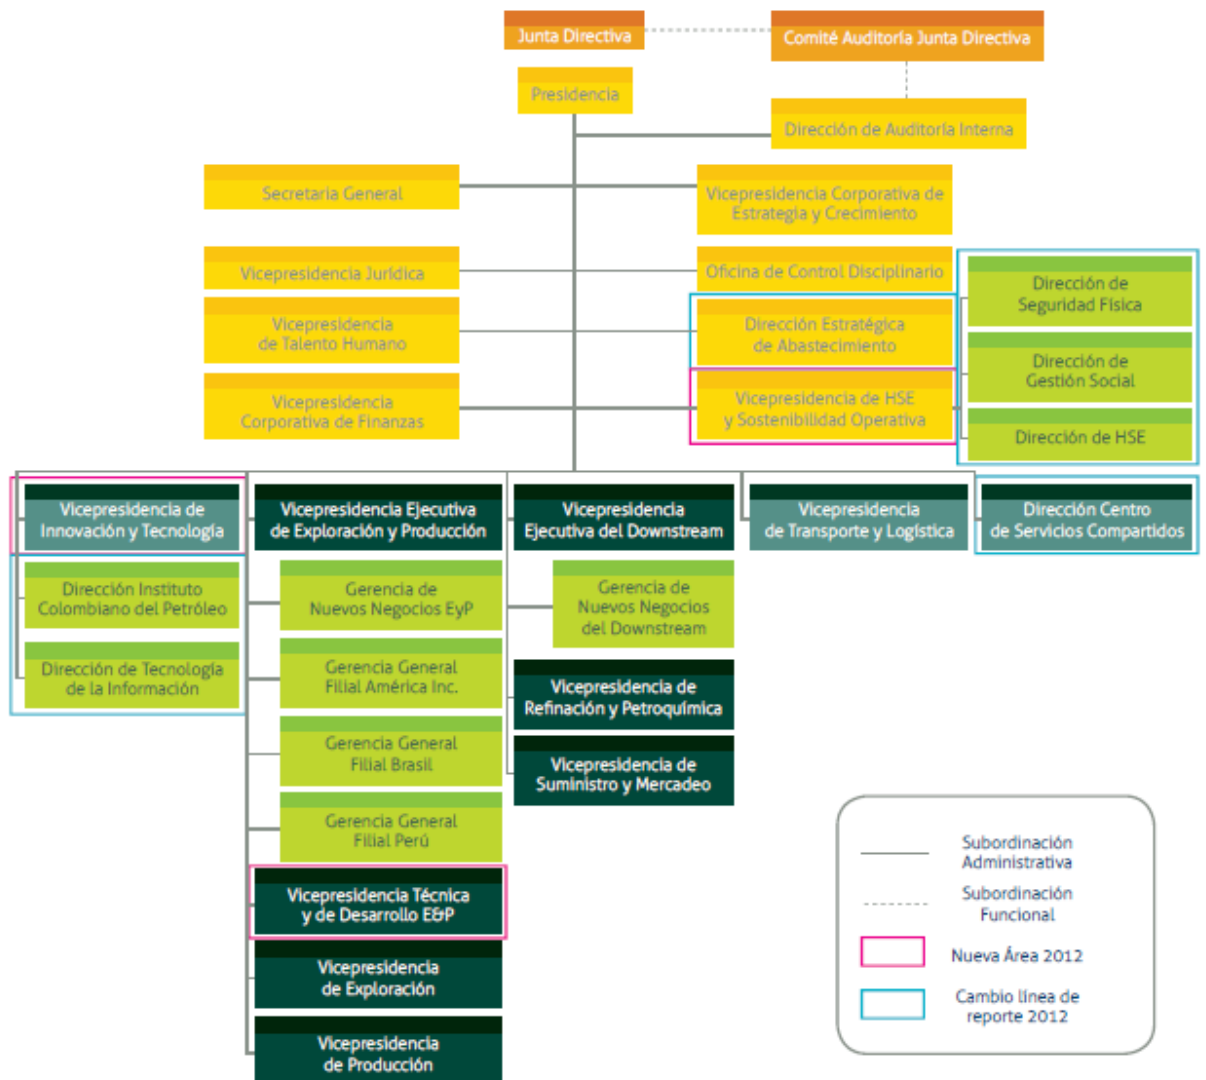 Junta Directiva
Comité Auditoría Junta Directiva
Presidencia
Dirección de Auditoría Interna
Secretaria General
Vicepresidencia Corporativa de
Estrategia y Crecimiento
Vicepresidencia Jurídica
Oficina de Control Disciplinario
Vicepresidencia
de Talento Humano
Dirección Estratégica
de Abastecimiento
Vicepresidencia
Corporativa de Finanzas
Vicepresidencia de HSE
y Sostenibilidad Operativa
Dirección de
Seguridad Física
Dirección de
Gestión Social
Dirección de HSE
Vicepresidencia de
Innovación y Tecnología
Vicepresidencia Ejecutiva
de Exploración y Producción
Vicepresidencia
Ejecutiva del Downstream
Vicepresidencia
de Transporte y Logística
Dirección Centro
de Servicios Compartidos
Dirección Instituto
Colombiano del Petróleo
Dirección de Tecnología
de la Información
Gerencia de
Nuevos Negocios EyP
Gerencia General
Filial América Inc.
Gerencia General
Filial Brasil
Gerencia General
Filial Perú
Vicepresidencia Técnica
y de Desarrollo E&P
Vicepresidencia
de Exploración
Vicepresidencia
de Producción
Gerencia de
Nuevos Negocios
del Downstream
Vicepresidencia de
Refinación y Petroquímica
Vicepresidencia de
Suministro y Mercadeo
Subordinación
Administrativa
Subordinación
Funcional
Nueva Área 2012
Cambio línea de
reporte 2012